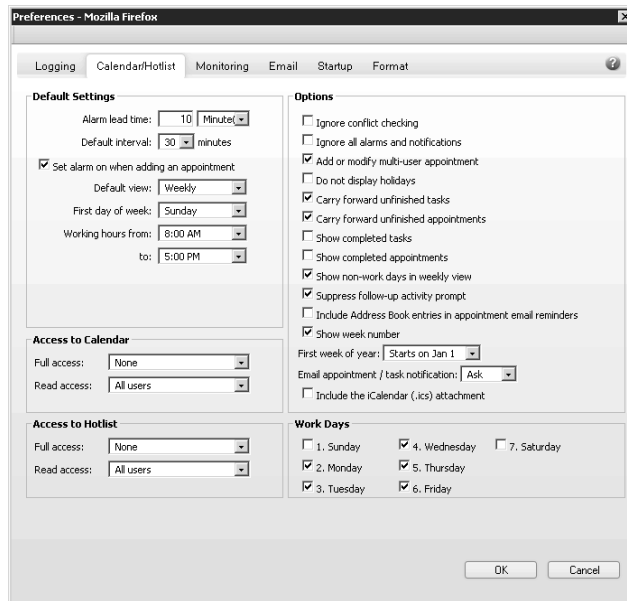 Preferences - Mozilla Firefox
Logging Calendar/Hotlist Monitoring Email Startup Format ?
Default Settings
Alarm lead time: 10 Minute(
Default interval: 30 minutes
Set alarm on when adding an appointment
Default view: Weekly
First day of week: Sunday
Working hours from: 8:00 AM
to: 5:00 PM
Access to Calendar
Full access: None
Read access: All users
Access to Hotlist
Full access: None
Read access: All users
Options
Ignore conflict checking
Ignore all alarms and notifications
Add or modify multi-user appointment
Do not display holidays
Carry forward unfinished tasks
Carry forward unfinished appointments
Show completed tasks
Show completed appointments
Show non-work days in weekly view
Suppress follow-up activity prompt
Include Address Book entries in appointment email reminders
Show week number
First week of year: Starts on Jan 1
Email appointment / task notification: Ask
Include the iCalendar (.ics) attachment
Work Days
1. Sunday 4. Wednesday 7. Saturday
2. Monday 5. Thursday
3. Tuesday 6. Friday
OK Cancel